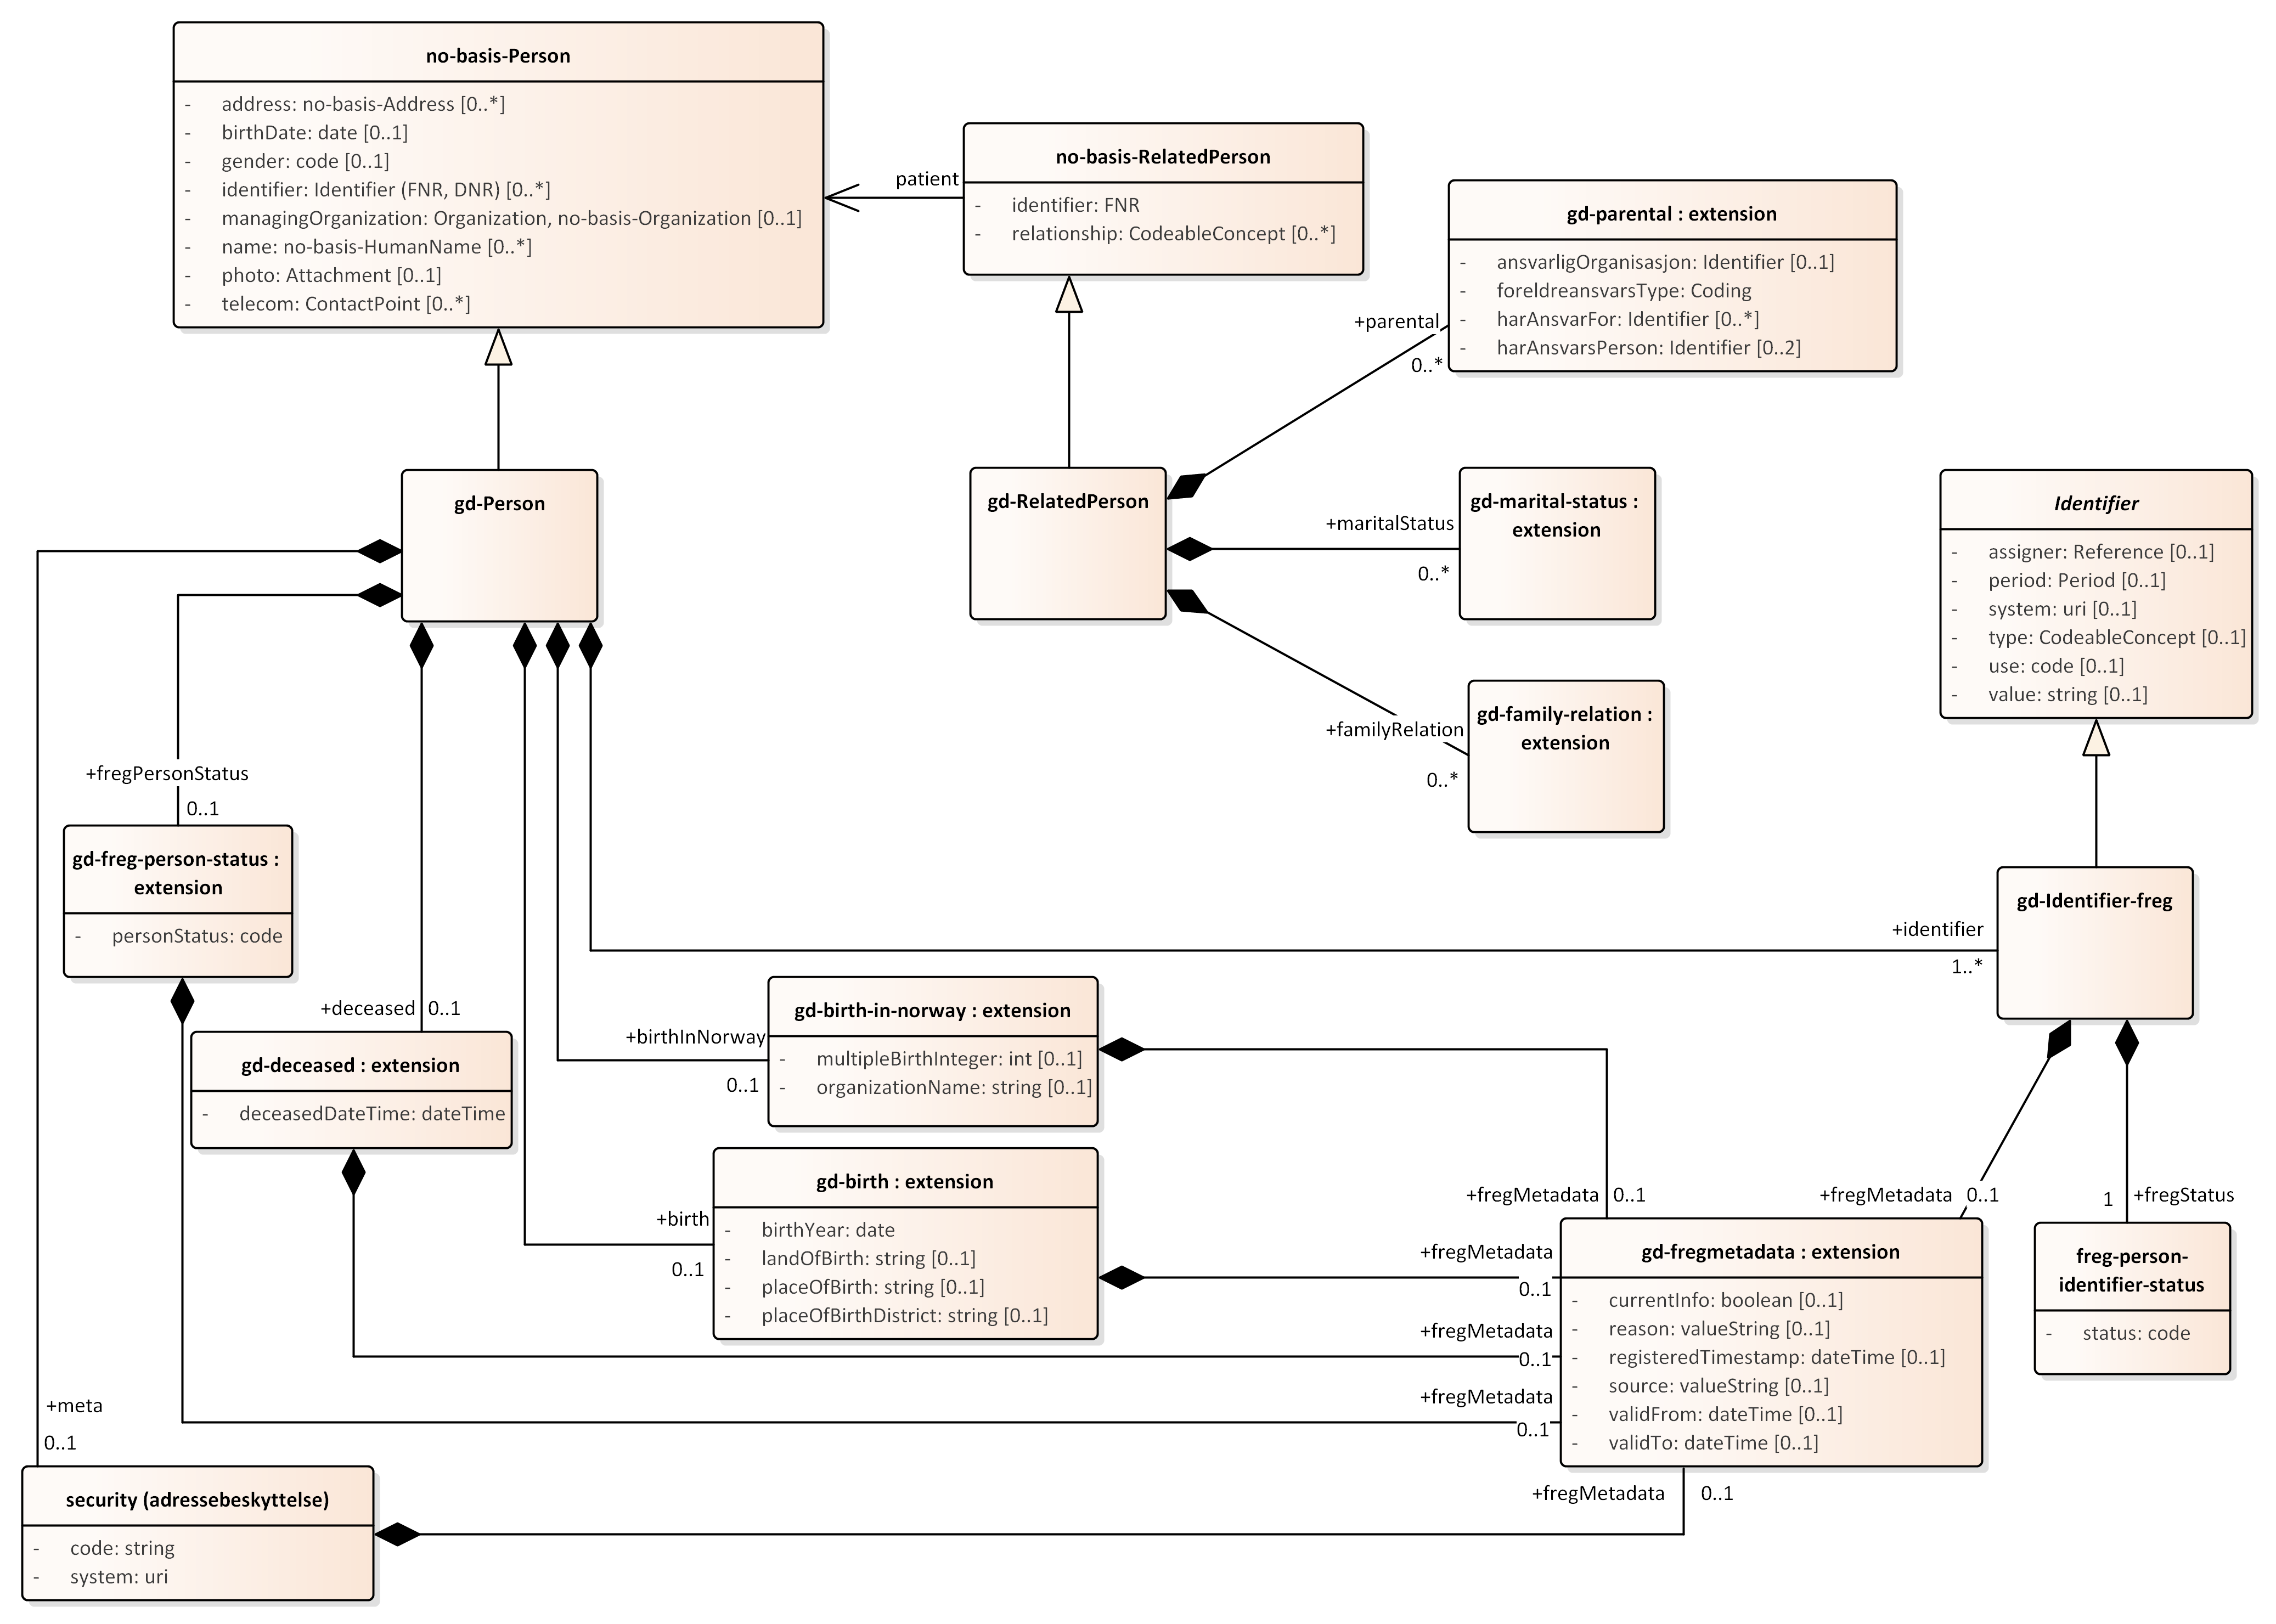 no-basis-Person
- address: no-basis-Address [0..*]
- birthDate: date [0..1]
- gender: code [0..1]
- identifier: Identifier (FNR, DNR) [0..*]
- managingOrganization: Organization, no-basis-Organization [0..1]
- name: no-basis-HumanName [0..*]
- photo: Attachment [0..1]
- telecom: ContactPoint [0..*]
patient
no-basis-RelatedPerson
- identifier: FNR
- relationship: CodeableConcept [0..*]
gd-parental : extension
- ansvarligOrganisasjon: Identifier [0..1]
- foreldreansvarsType: Coding
- harAnsvarFor: Identifier [0..*]
- harAnsvarsPerson: Identifier [0..2]
+parental
0..*
gd-Person
gd-RelatedPerson
+maritalStatus
0..*
gd-marital-status :
extension
+familyRelation
0..*
gd-family-relation :
extension
Identifier
- assigner: Reference [0..1]
- period: Period [0..1]
- system: uri [0..1]
- type: CodeableConcept [0..1]
- use: code [0..1]
- value: string [0..1]
+fregPersonStatus
0..1
gd-freg-person-status :
extension
- personStatus: code
gd-Identifier-freg
+identifier
1..*
+deceased
0..1
gd-deceased : extension
- deceasedDateTime: dateTime
+birthInNorway
0..1
gd-birth-in-norway : extension
- multipleBirthInteger: int [0..1]
- organizationName: string [0..1]
+birth
0..1
gd-birth : extension
- birthYear: date
- landOfBirth: string [0..1]
- placeOfBirth: string [0..1]
- placeOfBirthDistrict: string [0..1]
+fregMetadata
0..1
+fregMetadata
0..1
1
+fregStatus
+fregMetadata
0..1
+fregMetadata
0..1
+fregMetadata
0..1
gd-fregmetadata : extension
- currentInfo: boolean [0..1]
- reason: valueString [0..1]
- registeredTimestamp: dateTime [0..1]
- source: valueString [0..1]
- validFrom: dateTime [0..1]
- validTo: dateTime [0..1]
freg-person-
identifier-status
- status: code
+meta
0..1
security (adressebeskyttelse)
- code: string
- system: uri
+fregMetadata
0..1